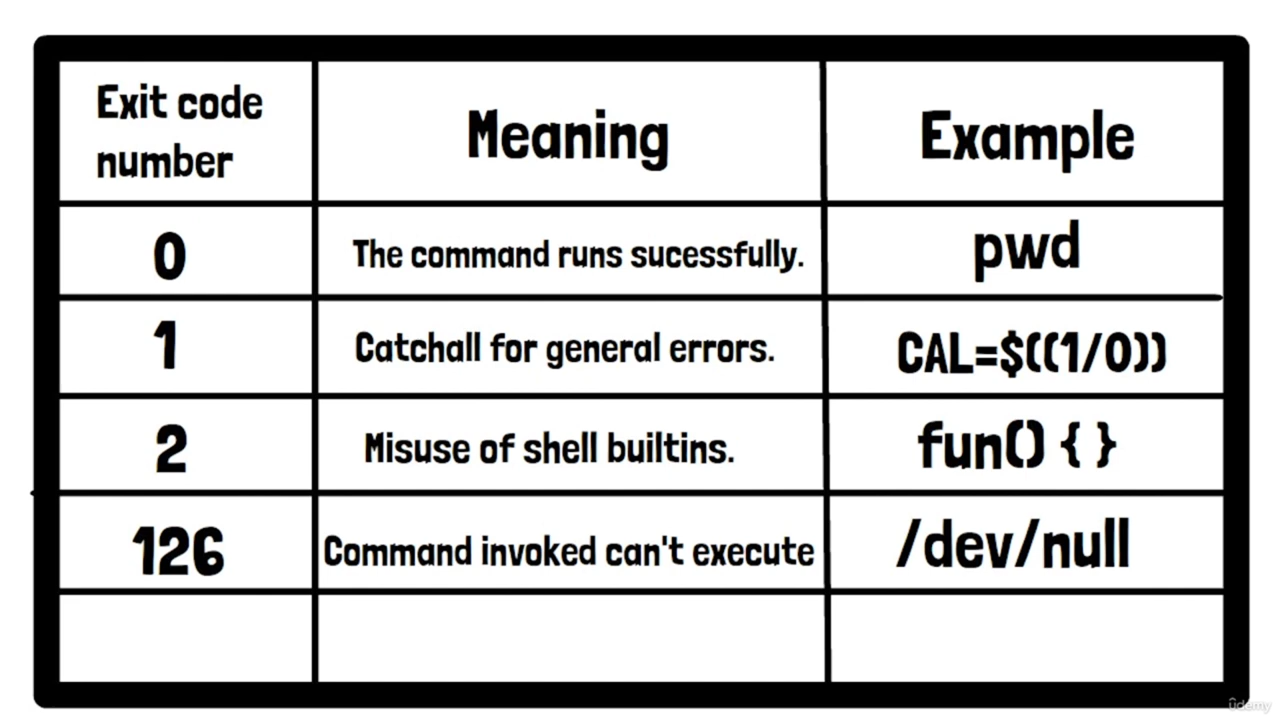 Exit code
number
Meaning
Example
0
The command runs sucessfully.
pwd
1
Catchall for general errors.
CAL=$((1/0))
2
Misuse of shell builtins.
fun() { }
126
Command invoked can't execute
/dev/null
ûdemy